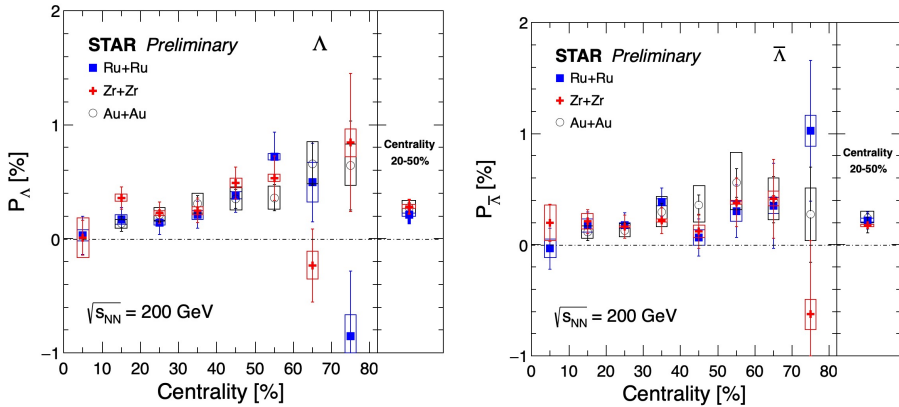 2
1
0
−1
P_Λ [%]
STAR Preliminary
Λ
Ru+Ru
Zr+Zr
Au+Au
Centrality
20-50%
√s_NN = 200 GeV
0 10 20 30 40 50 60 70 80
Centrality [%]
2
1
0
−1
P_Λ̅ [%]
STAR Preliminary
Λ̅
Ru+Ru
Zr+Zr
Au+Au
Centrality
20-50%
√s_NN = 200 GeV
0 10 20 30 40 50 60 70 80
Centrality [%]